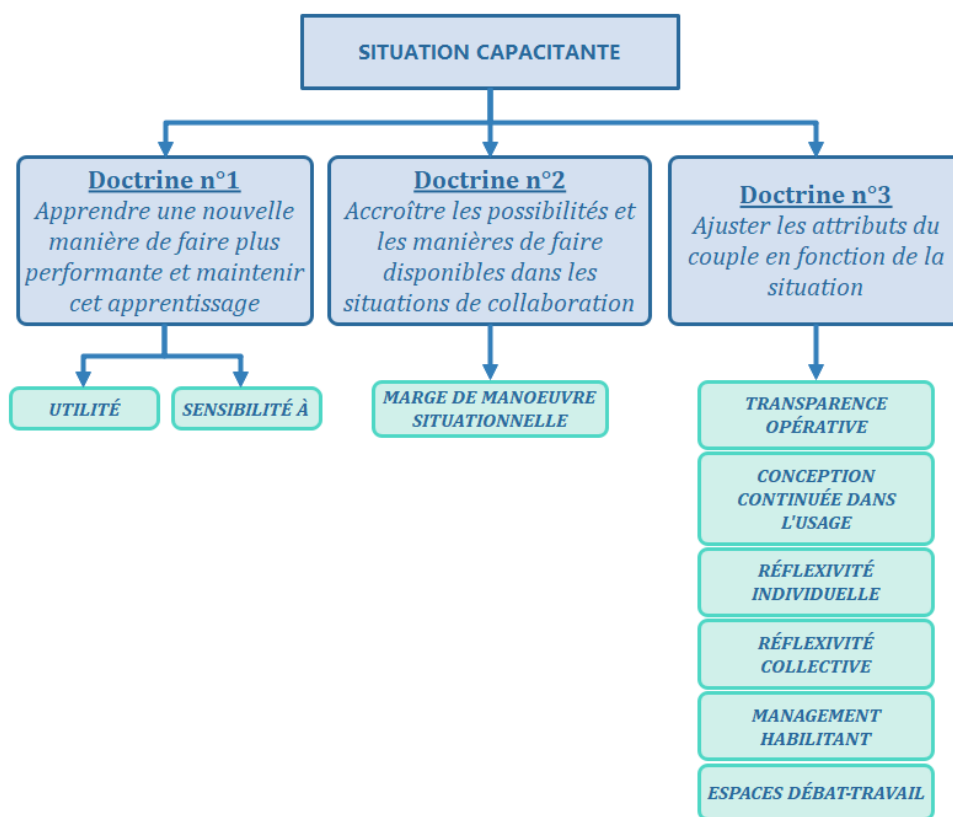 SITUATION CAPACITANTE
Doctrine n°1
Apprendre une nouvelle
manière de faire plus
performante et maintenir
cet apprentissage
Doctrine n°2
Accroître les possibilités et
les manières de faire
disponibles dans les
situations de collaboration
Doctrine n°3
Ajuster les attributs du
couple en fonction de la
situation
UTILITÉ
SENSIBILITÉ À
MARGE DE MANOEUVRE
SITUATIONNELLE
TRANSPARENCE
OPÉRATIVE
CONCEPTION
CONTINUÉE DANS
L'USAGE
RÉFLEXIVITÉ
INDIVIDUELLE
RÉFLEXIVITÉ
COLLECTIVE
MANAGEMENT
HABILITANT
ESPACES DÉBAT-TRAVAIL